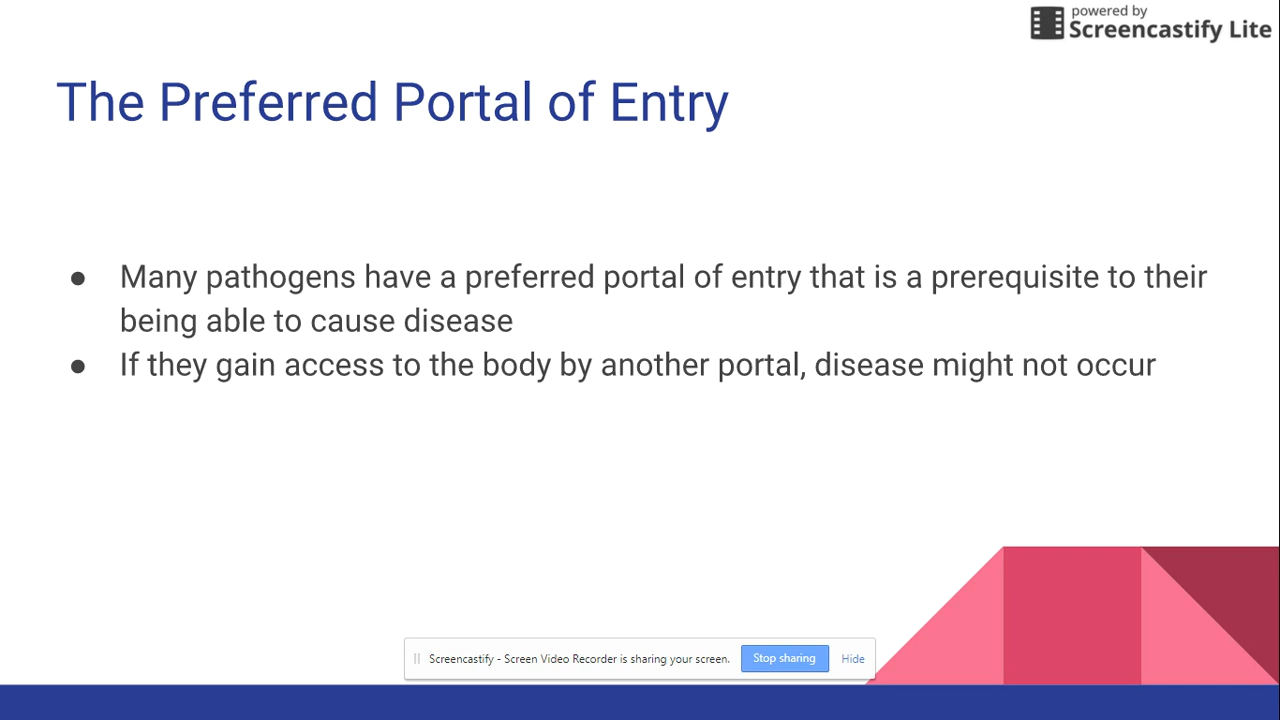 powered by
Screencastify Lite
The Preferred Portal of Entry
● Many pathogens have a preferred portal of entry that is a prerequisite to their
being able to cause disease
● If they gain access to the body by another portal, disease might not occur
Screencastify - Screen Video Recorder is sharing your screen. Stop sharing Hide